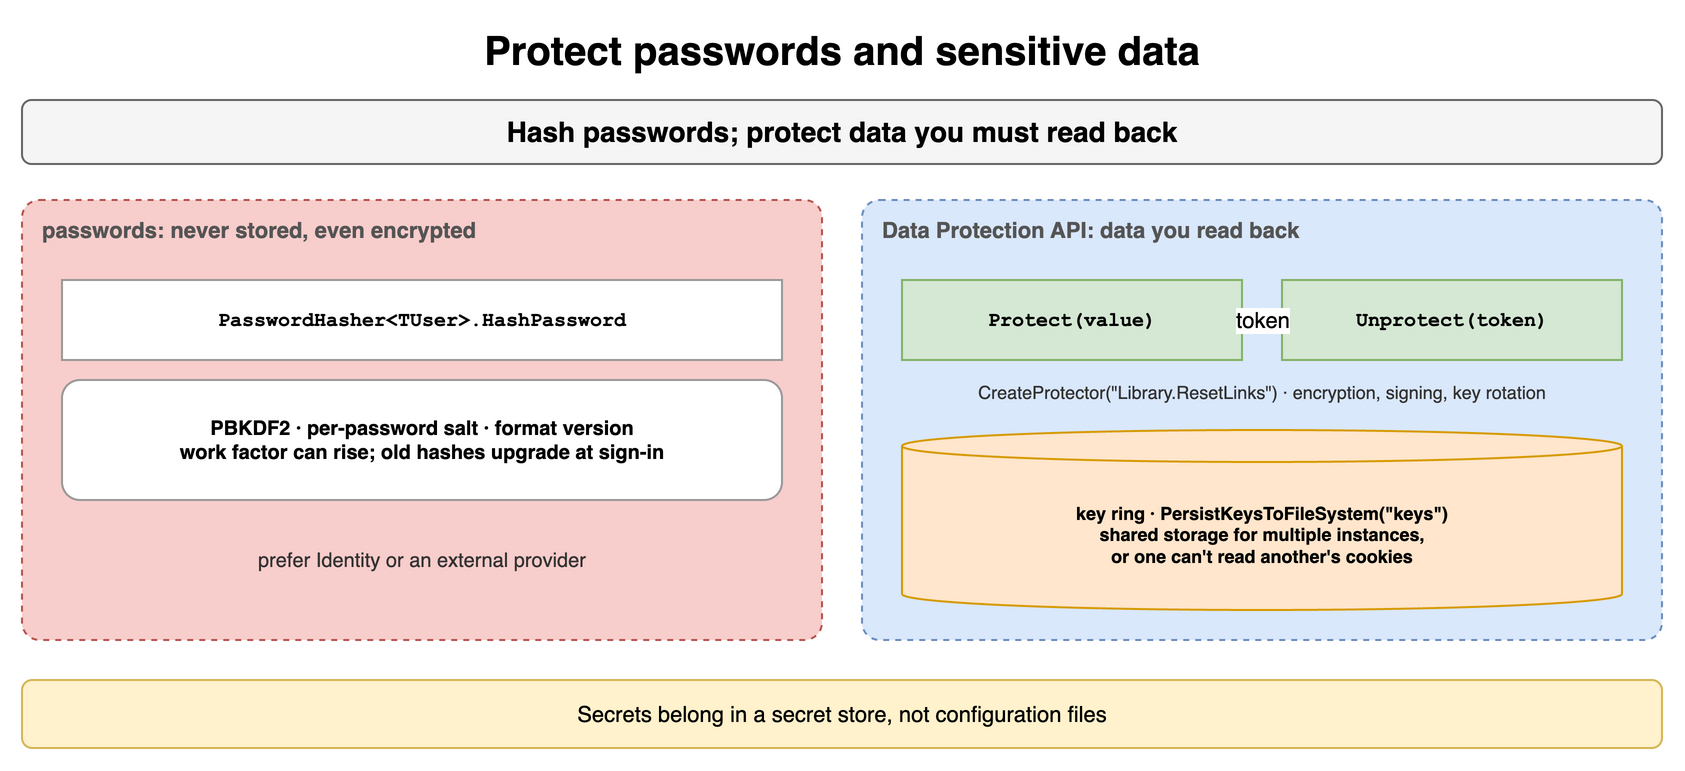 Protect passwords and sensitive data
Hash passwords; protect data you must read back
passwords: never stored, even encrypted
PasswordHasher<TUser>.HashPassword
PBKDF2 · per-password salt · format version
work factor can rise; old hashes upgrade at sign-in
prefer Identity or an external provider
Data Protection API: data you read back
Protect(value)
token
Unprotect(token)
CreateProtector("Library.ResetLinks") · encryption, signing, key rotation
key ring · PersistKeysToFileSystem("keys")
shared storage for multiple instances,
or one can't read another's cookies
Secrets belong in a secret store, not configuration files